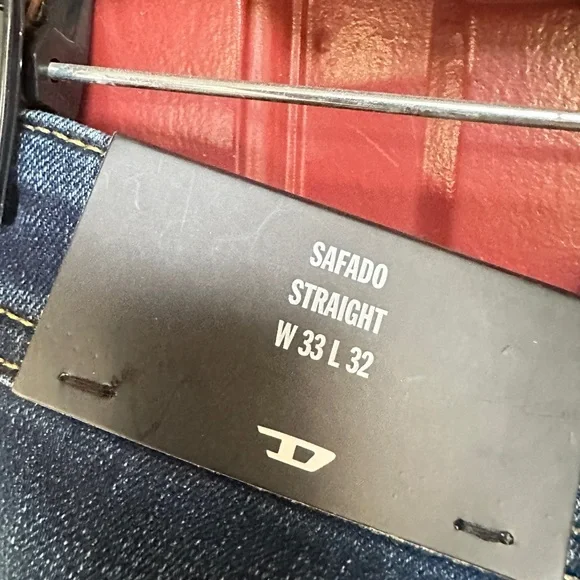 SAFADO
STRAIGHT
W 33 L 32
D